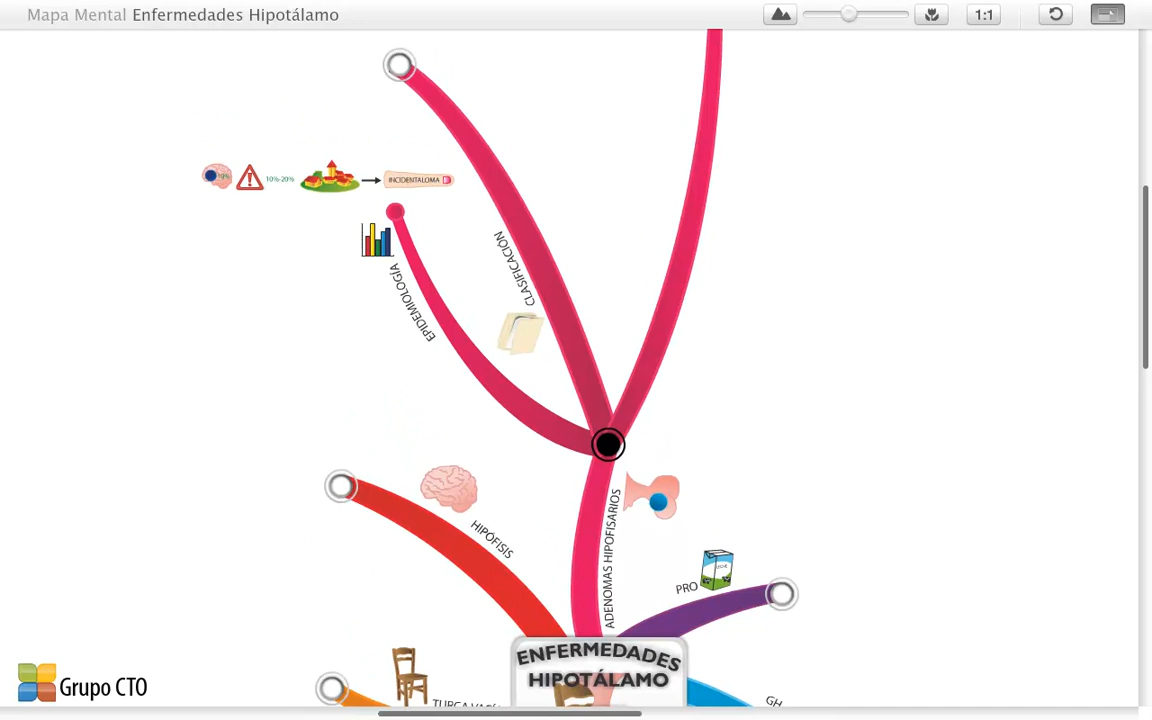 Mapa Mental Enfermedades Hipotálamo
1:1
10%-20%
INCIDENTALOMA
CLASIFICACIÓN
EPIDEMIOLOGÍA
HIPÓFISIS
ADENOMAS HIPOFISARIOS
PRO
ENFERMEDADES
HIPOTÁLAMO
GH
Grupo CTO